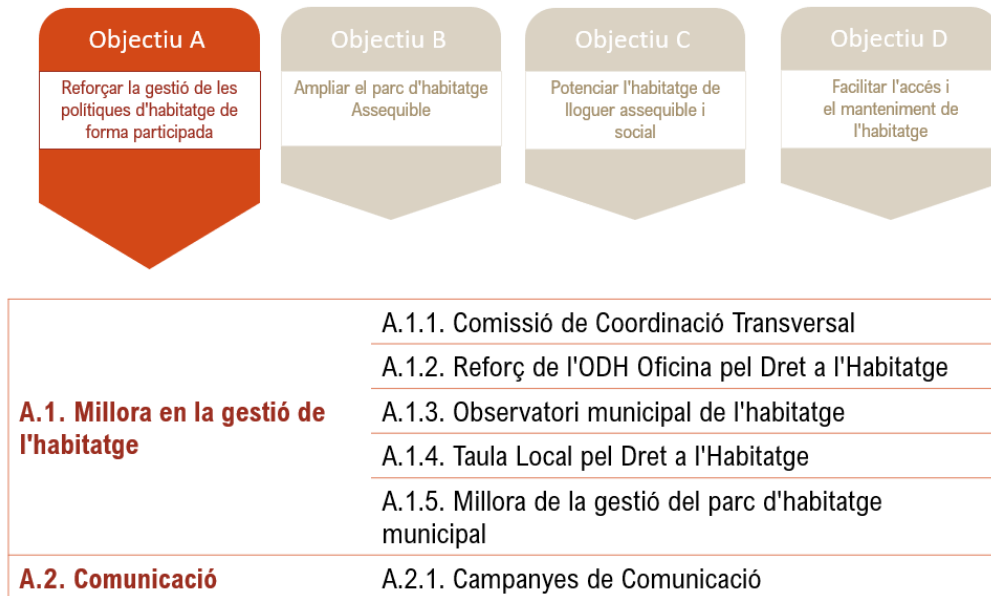 Objectiu A
Reforçar la gestió de les
polítiques d'habitatge de
forma participada
Objectiu B
Ampliar el parc d'habitatge
Assequible
Objectiu C
Potenciar l'habitatge de
lloguer assequible i
social
Objectiu D
Facilitar l'accés i
el manteniment de
l'habitatge
A.1. Millora en la gestió de
l'habitatge
A.1.1. Comissió de Coordinació Transversal
A.1.2. Reforç de l'ODH Oficina pel Dret a l'Habitatge
A.1.3. Observatori municipal de l'habitatge
A.1.4. Taula Local pel Dret a l'Habitatge
A.1.5. Millora de la gestió del parc d'habitatge
municipal
A.2. Comunicació
A.2.1. Campanyes de Comunicació